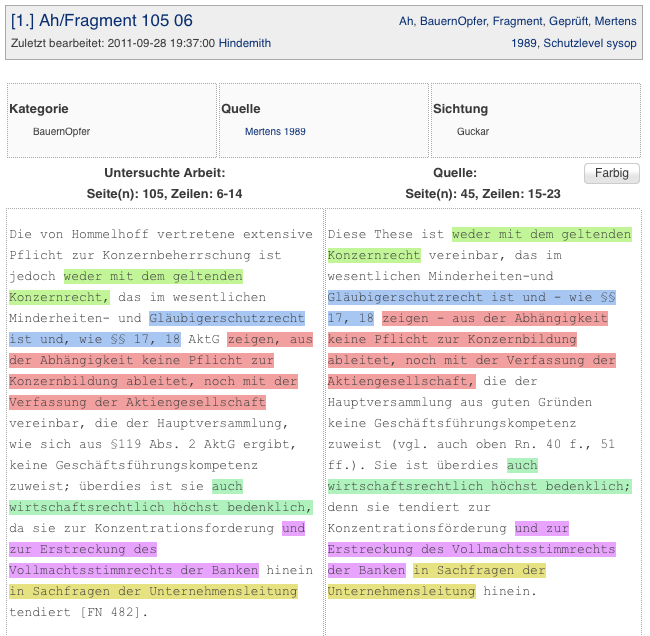 [1.] Ah/Fragment 105 06
Ah, BauernOpfer, Fragment, Geprüft, Mertens
Zuletzt bearbeitet: 2011-09-28 19:37:00 Hindemith
1989, Schutzlevel sysop
Kategorie
BauernOpfer
Quelle
Mertens 1989
Sichtung
Guckar
Untersuchte Arbeit:
Seite(n): 105, Zeilen: 6-14
Quelle:
Seite(n): 45, Zeilen: 15-23
Farbig
Die von Hommelhoff vertretene extensive
Pflicht zur Konzernbeherrschung ist
jedoch weder mit dem geltenden
Konzernrecht, das im wesentlichen
Minderheiten- und Gläubigerschutzrecht
ist und, wie §§ 17, 18 AktG zeigen, aus
der Abhängigkeit keine Pflicht zur
Konzernbildung ableitet, noch mit der
Verfassung der Aktiengesellschaft
vereinbar, die der Hauptversammlung,
wie sich aus §119 Abs. 2 AktG ergibt,
keine Geschäftsführungskompetenz
zuweist; überdies ist sie auch
wirtschaftsrechtlich höchst bedenklich,
da sie zur Konzentrationsforderung und
zur Erstreckung des
Vollmachtsstimmrechts der Banken hinein
in Sachfragen der Unternehmensleitung
tendiert [FN 482].
Diese These ist weder mit dem geltenden
Konzernrecht vereinbar, das im
wesentlichen Minderheiten-und
Gläubigerschutzrecht ist und - wie §§
17, 18 zeigen - aus der Abhängigkeit
keine Pflicht zur Konzernbildung
ableitet, noch mit der Verfassung der
Aktiengesellschaft, die der
Hauptversammlung aus guten Gründen
keine Geschäftsführungskompetenz
zuweist (vgl. auch oben Rn. 40 f., 51
ff.). Sie ist überdies auch
wirtschaftsrechtlich höchst bedenklich;
denn sie tendiert zur
Konzentrationsförderung und zur
Erstreckung des Vollmachtsstimmrechts
der Banken in Sachfragen der
Unternehmensleitung hinein.